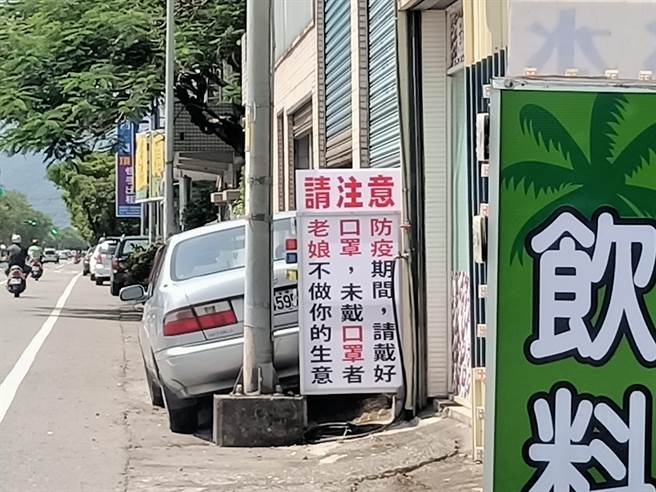 請注意
防疫期間，請戴好
口罩，未戴口罩者
老娘不做你的生意
飲料
水